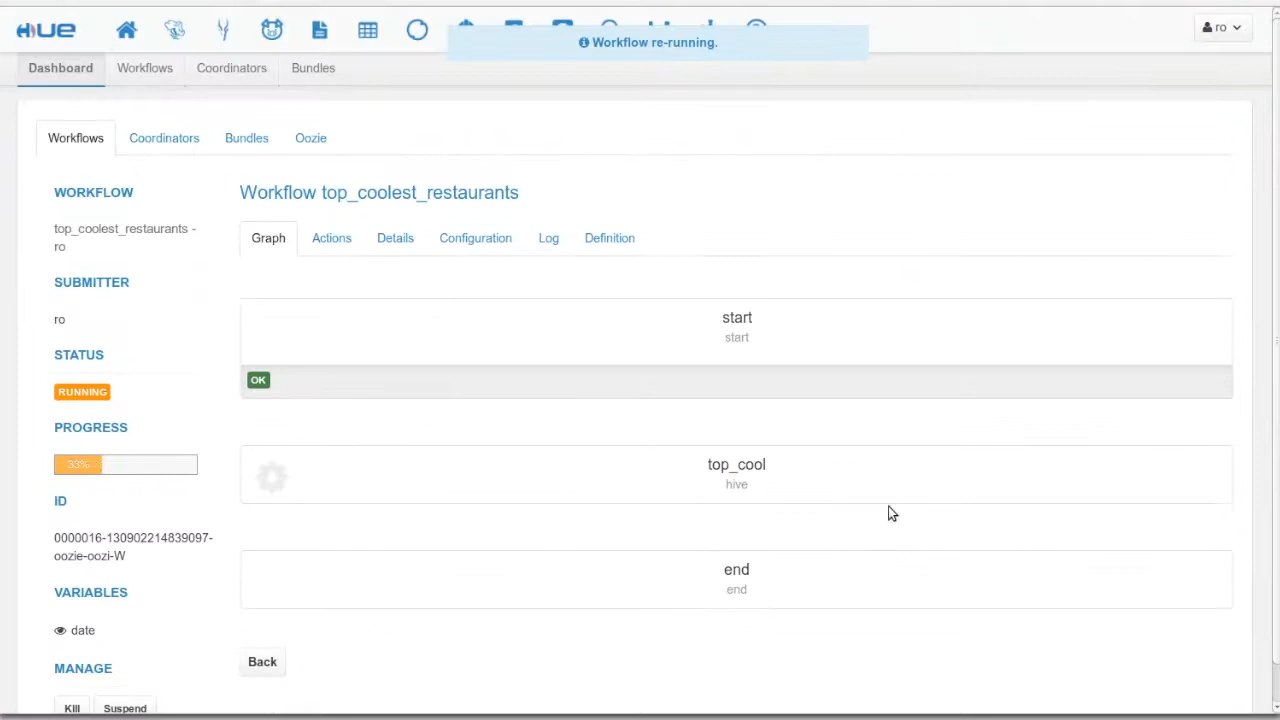 HUE
Workflow re-running.
ro
Dashboard
Workflows
Coordinators
Bundles
Workflows
Coordinators
Bundles
Oozie
WORKFLOW
top_coolest_restaurants -
ro
SUBMITTER
ro
STATUS
RUNNING
PROGRESS
33%
ID
0000016-130902214839097-
oozie-oozi-W
VARIABLES
date
MANAGE
Kill
Suspend
Workflow top_coolest_restaurants
Graph
Actions
Details
Configuration
Log
Definition
start
start
OK
top_cool
hive
end
end
Back